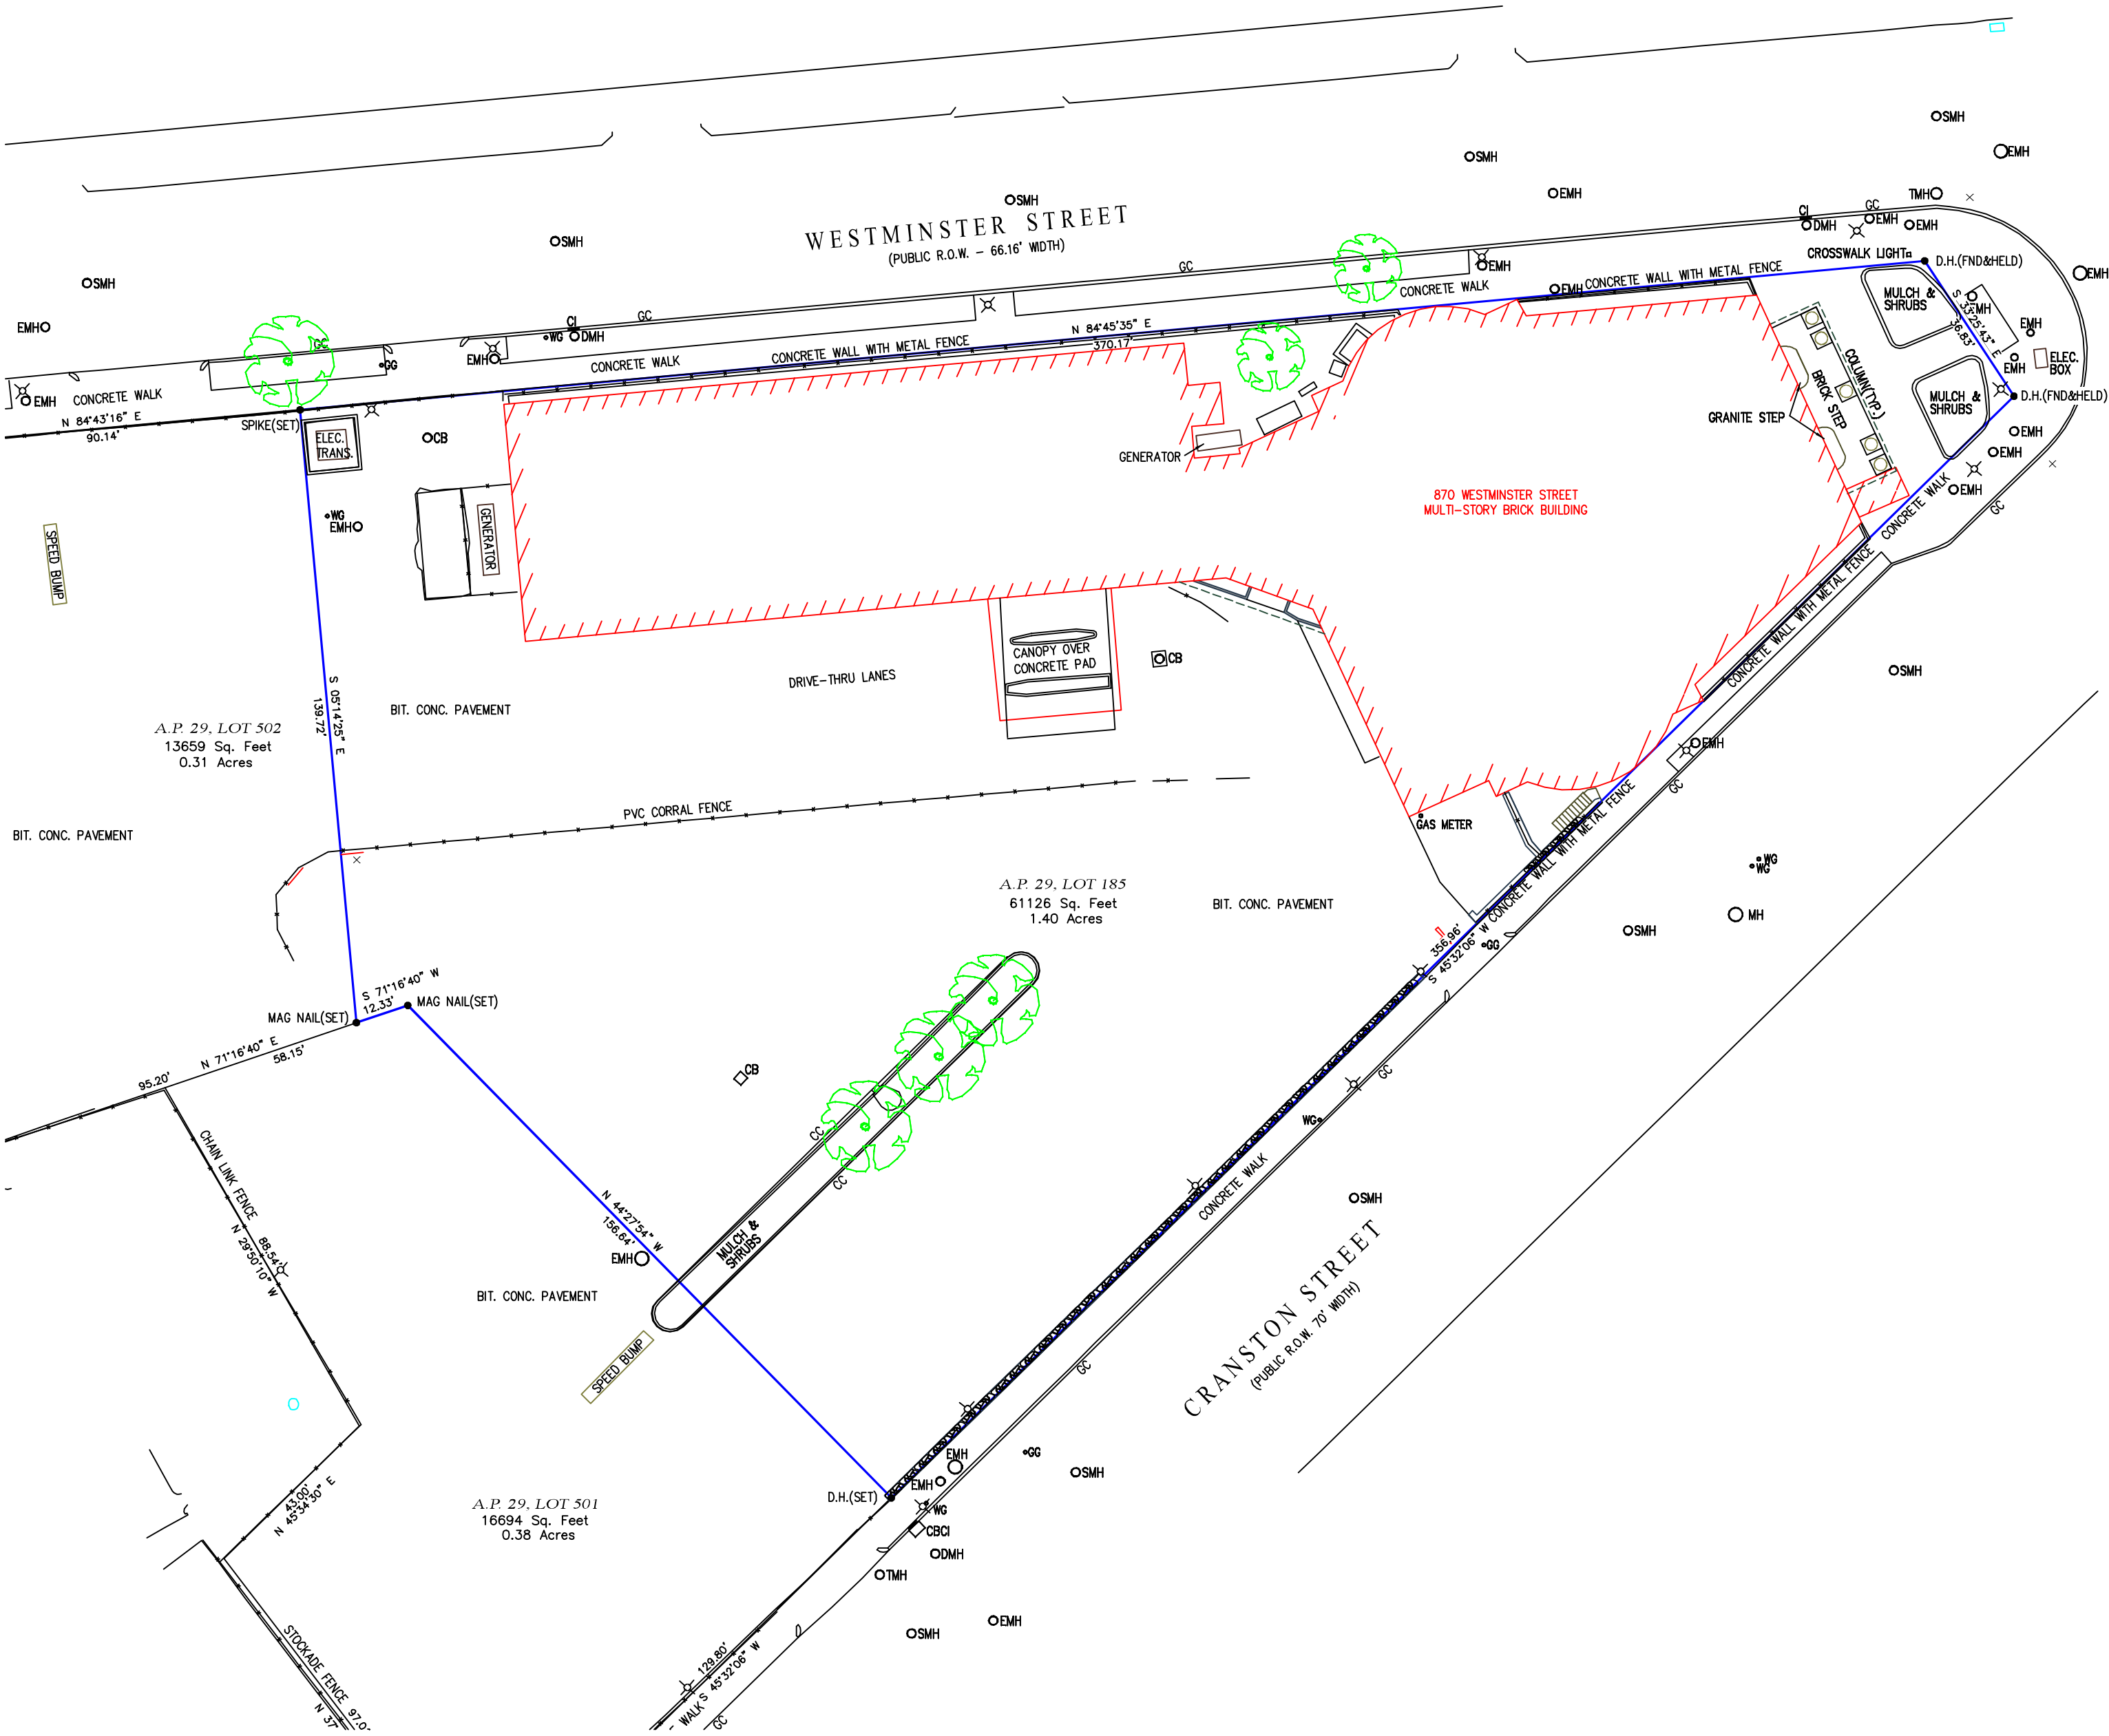 SMH
EMH
TMH
SMH
EMH
SMH
SMH
SMH
WESTMINSTER STREET
(PUBLIC R.O.W. - 66.16' WIDTH)
GC
CI
DMH
EMH
EMH
CROSSWALK LIGHT
D.H.(FND&HELD)
EMH
EMH
GC
CONCRETE WALL WITH METAL FENCE
EMH
CONCRETE WALK
MULCH &
SHRUBS
EMH
S 33°25'43" E
36.83'
EMH
EMH
ELEC.
BOX
EMH
GC
CI
WG
DMH
GC
EMH
GG
N 84°45'35" E
370.17'
CONCRETE WALL WITH METAL FENCE
CONCRETE WALK
EMH
CONCRETE WALK
N 84°43'16" E
90.14'
SPIKE(SET)
ELEC.
TRANS.
CB
WG
EMH
GENERATOR
SPEED BUMP
GENERATOR
870 WESTMINSTER STREET
MULTI-STORY BRICK BUILDING
GRANITE STEP
BRICK STEP
COLUMN(TYP.)
MULCH &
SHRUBS
D.H.(FND&HELD)
EMH
EMH
EMH
CONCRETE WALK
GC
CONCRETE WALL WITH METAL FENCE
SMH
CANOPY OVER
CONCRETE PAD
CB
DRIVE-THRU LANES
BIT. CONC. PAVEMENT
S 05°14'25" E
139.72'
A.P. 29, LOT 502
13659 Sq. Feet
0.31 Acres
BIT. CONC. PAVEMENT
PVC CORRAL FENCE
EMH
GC
GAS METER
CONCRETE WALL WITH METAL FENCE
WG
WG
MH
SMH
A.P. 29, LOT 185
61126 Sq. Feet
1.40 Acres
BIT. CONC. PAVEMENT
356.96'
S 45°32'06" W
GG
S 71°16'40" W
12.33'
MAG NAIL(SET)
MAG NAIL(SET)
N 71°16'40" E
58.15'
95.20'
CB
CC
CC
GC
WG
CONCRETE WALK
SMH
CHAIN LINK FENCE
88.54'
N 29°50'10" W
N 44°27'54" W
156.64'
EMH
MULCH &
SHRUBS
BIT. CONC. PAVEMENT
SPEED BUMP
CRANSTON STREET
(PUBLIC R.O.W. 70' WIDTH)
GC
GG
SMH
EMH
EMH
D.H.(SET)
WG
CBCI
DMH
TMH
A.P. 29, LOT 501
16694 Sq. Feet
0.38 Acres
43.00'
N 45°34'30" E
SMH
EMH
STOCKADE FENCE
97.0
N 37°
129.80'
S 45°32'06" W
WALK
GC